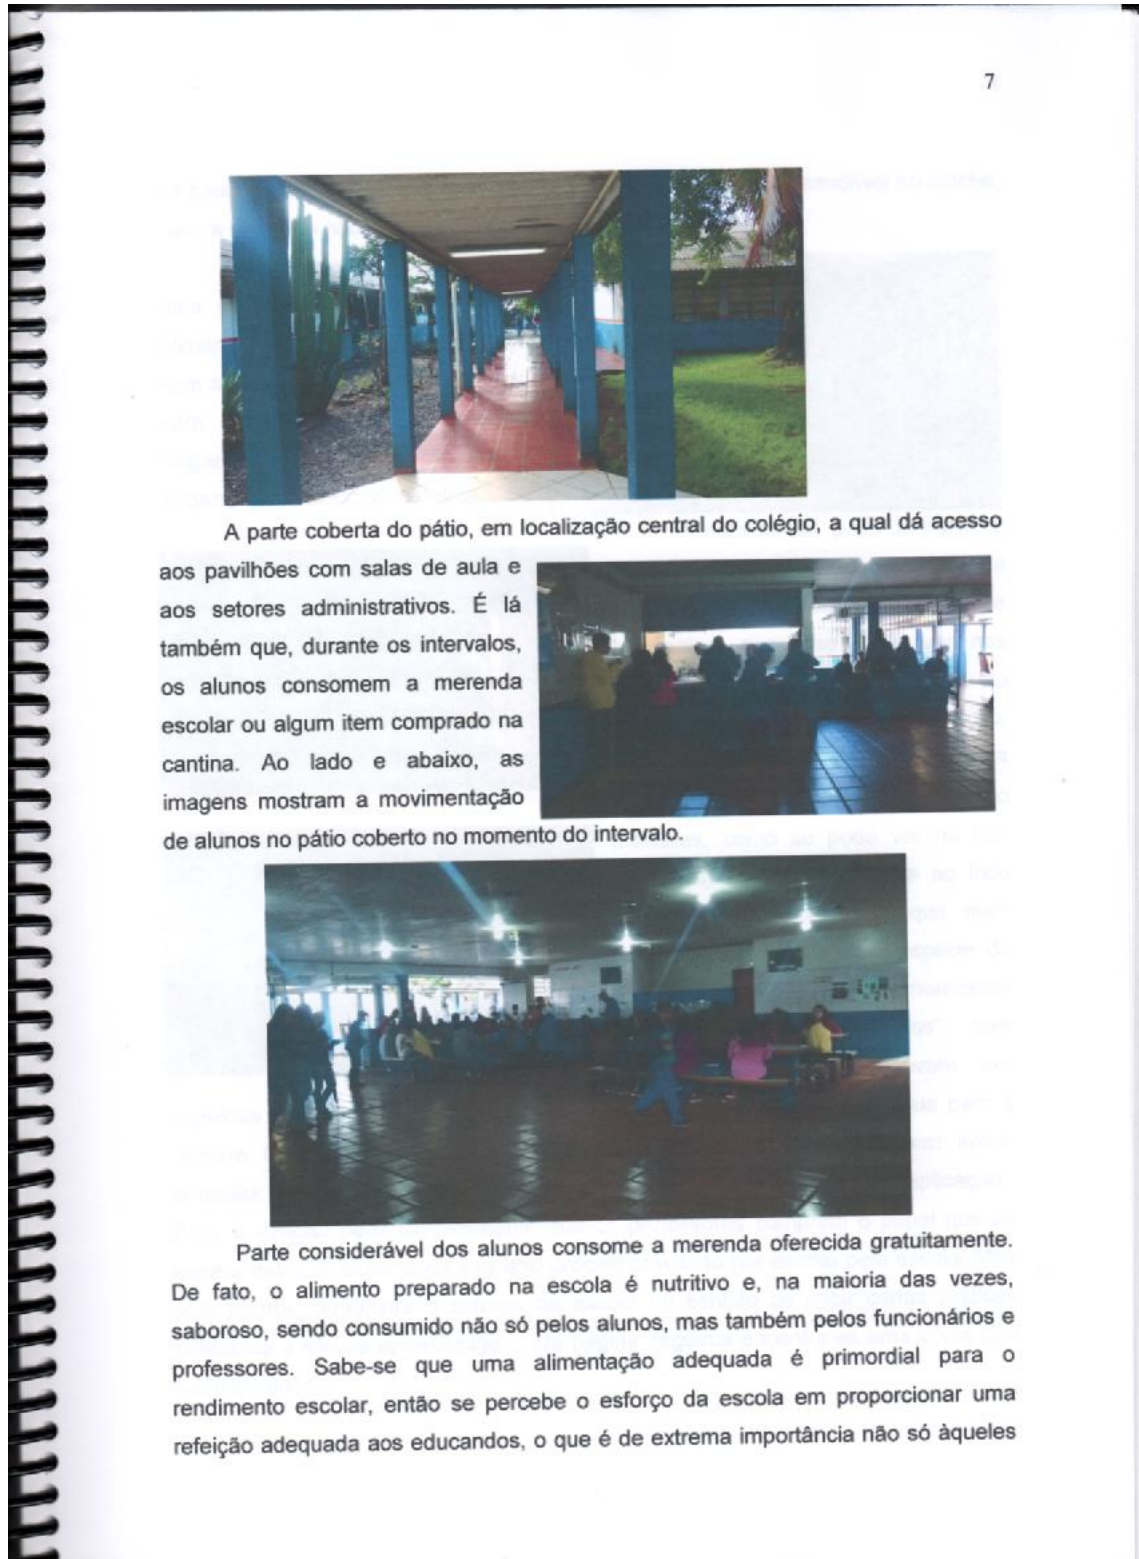 7
A parte coberta do pátio, em localização central do colégio, a qual dá acesso
aos pavilhões com salas de aula e
aos setores administrativos. É lá
também que, durante os intervalos,
os alunos consomem a merenda
escolar ou algum item comprado na
cantina. Ao lado e abaixo, as
imagens mostram a movimentação
de alunos no pátio coberto no momento do intervalo.
Parte considerável dos alunos consome a merenda oferecida gratuitamente.
De fato, o alimento preparado na escola é nutritivo e, na maioria das vezes,
saboroso, sendo consumido não só pelos alunos, mas também pelos funcionários e
professores. Sabe-se que uma alimentação adequada é primordial para o
rendimento escolar, então se percebe o esforço da escola em proporcionar uma
refeição adequada aos educandos, o que é de extrema importância não só àqueles